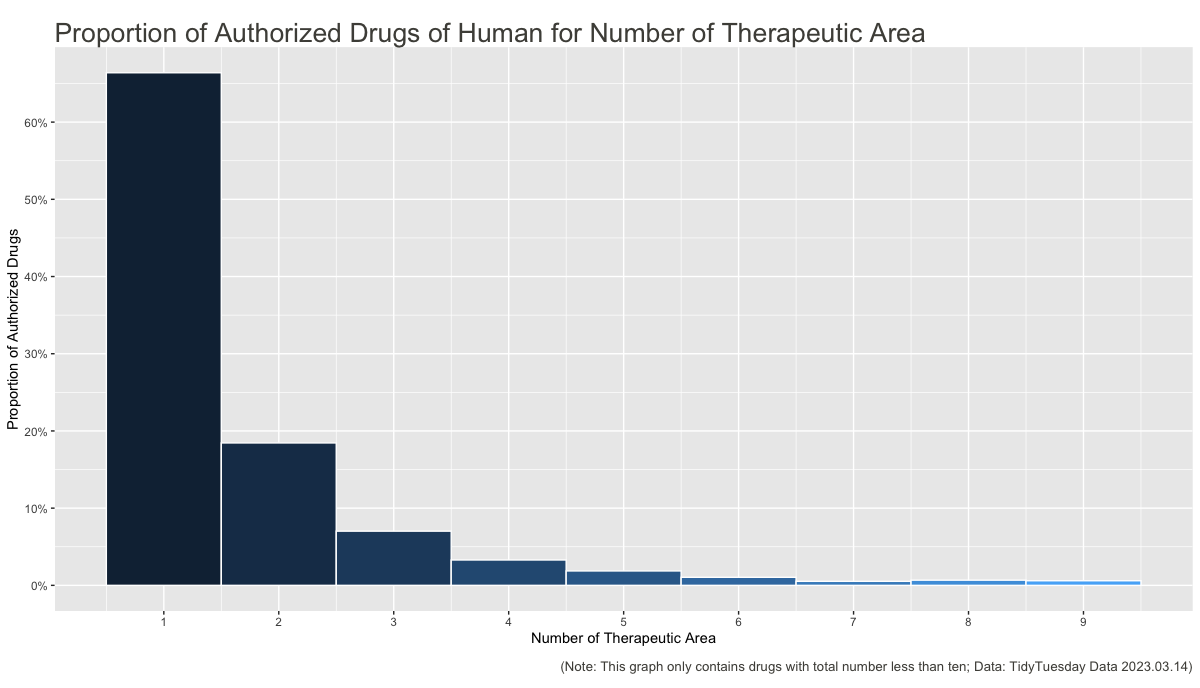 Proportion of Authorized Drugs of Human for Number of Therapeutic Area
Proportion of Authorized Drugs
60%
50%
40%
30%
20%
10%
0%
1 2 3 4 5 6 7 8 9
Number of Therapeutic Area
(Note: This graph only contains drugs with total number less than ten; Data: TidyTuesday Data 2023.03.14)